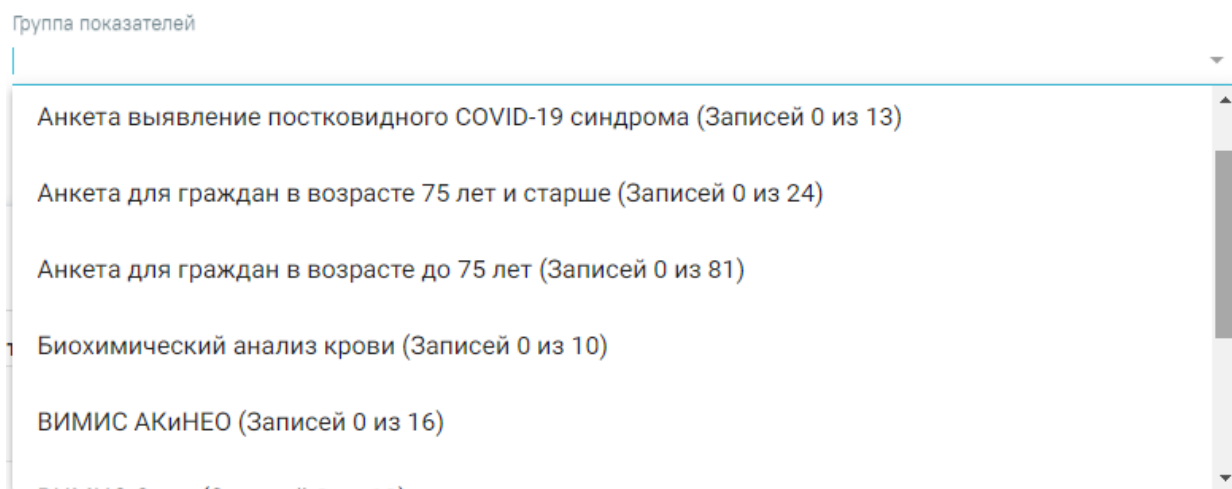 Группа показателей
Анкета выявление постковидного COVID-19 синдрома (Записей 0 из 13)
Анкета для граждан в возрасте 75 лет и старше (Записей 0 из 24)
Анкета для граждан в возрасте до 75 лет (Записей 0 из 81)
Биохимический анализ крови (Записей 0 из 10)
ВИМИС АКиНЕО (Записей 0 из 16)